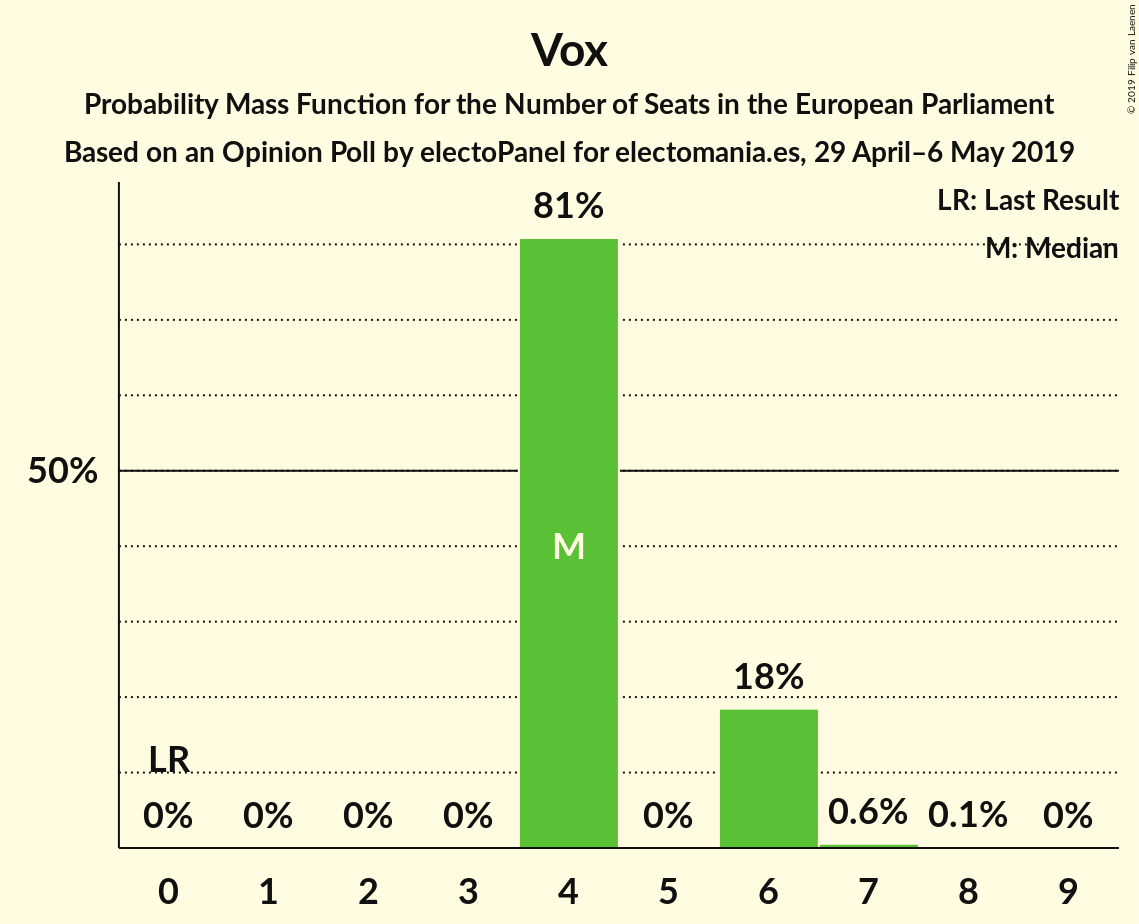 Vox
Probability Mass Function for the Number of Seats in the European Parliament
Based on an Opinion Poll by electoPanel for electomania.es, 29 April–6 May 2019
© 2019 Filip van Laenen
LR: Last Result
M: Median
81%
50%
M
18%
LR
0% 0% 0% 0% 0% 0.6% 0.1% 0%
0 1 2 3 4 5 6 7 8 9